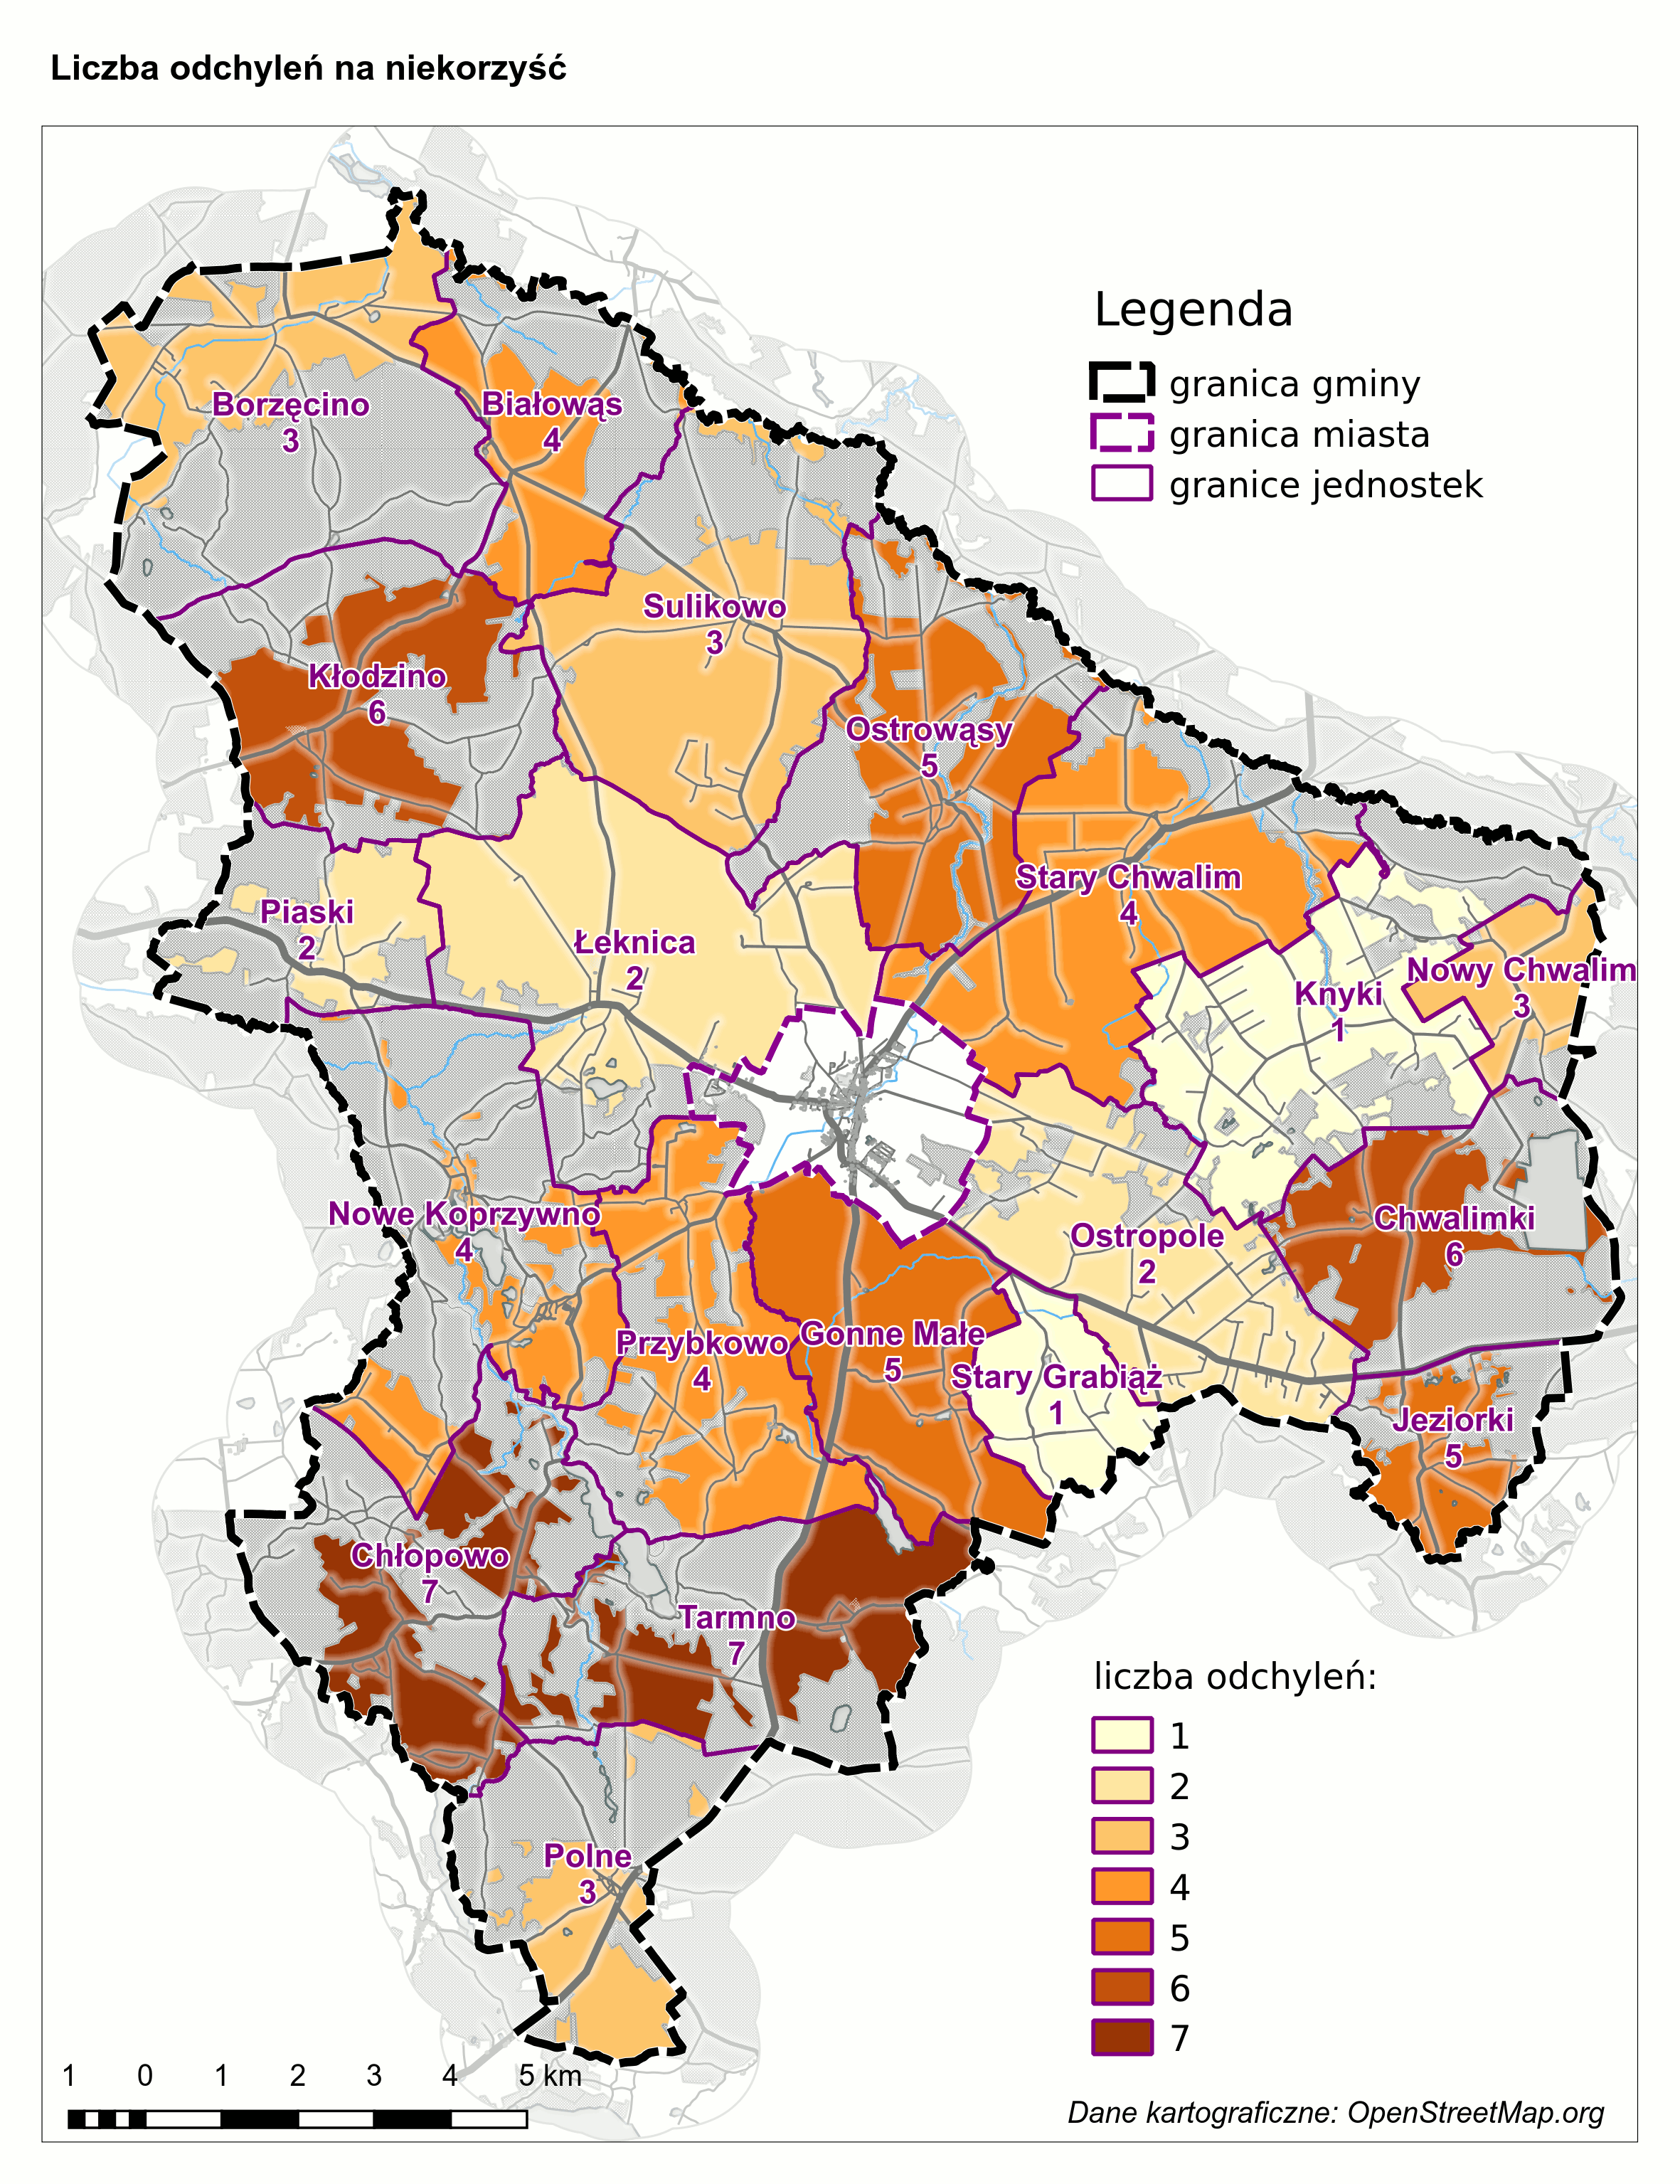 Liczba odchyleń na niekorzyść
Legenda
granica gminy
granica miasta
granice jednostek
Borzęcino
3
Białowąs
4
Sulikowo
3
Kłodzino
6
Ostrowąsy
5
Stary Chwalim
4
Piaski
2
Łeknica
2
Nowy Chwalim
3
Knyki
1
Nowe Koprzywno
4
Chwalimki
6
Ostropole
2
Przybkowo
4
Gonne Małe
5
Stary Grabiąż
1
Jeziorki
5
Chłopowo
7
Tarmno
7
Polne
3
liczba odchyleń:
1
2
3
4
5
6
7
1 0 1 2 3 4 5 km
Dane kartograficzne: OpenStreetMap.org